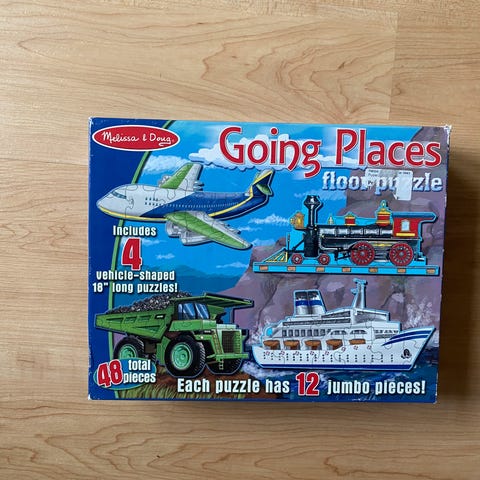 Melissa & Doug
Going Places
floor puzzle
Includes
4
vehicle-shaped
18" long puzzles!
48 total
pieces
Each puzzle has 12 jumbo pieces!